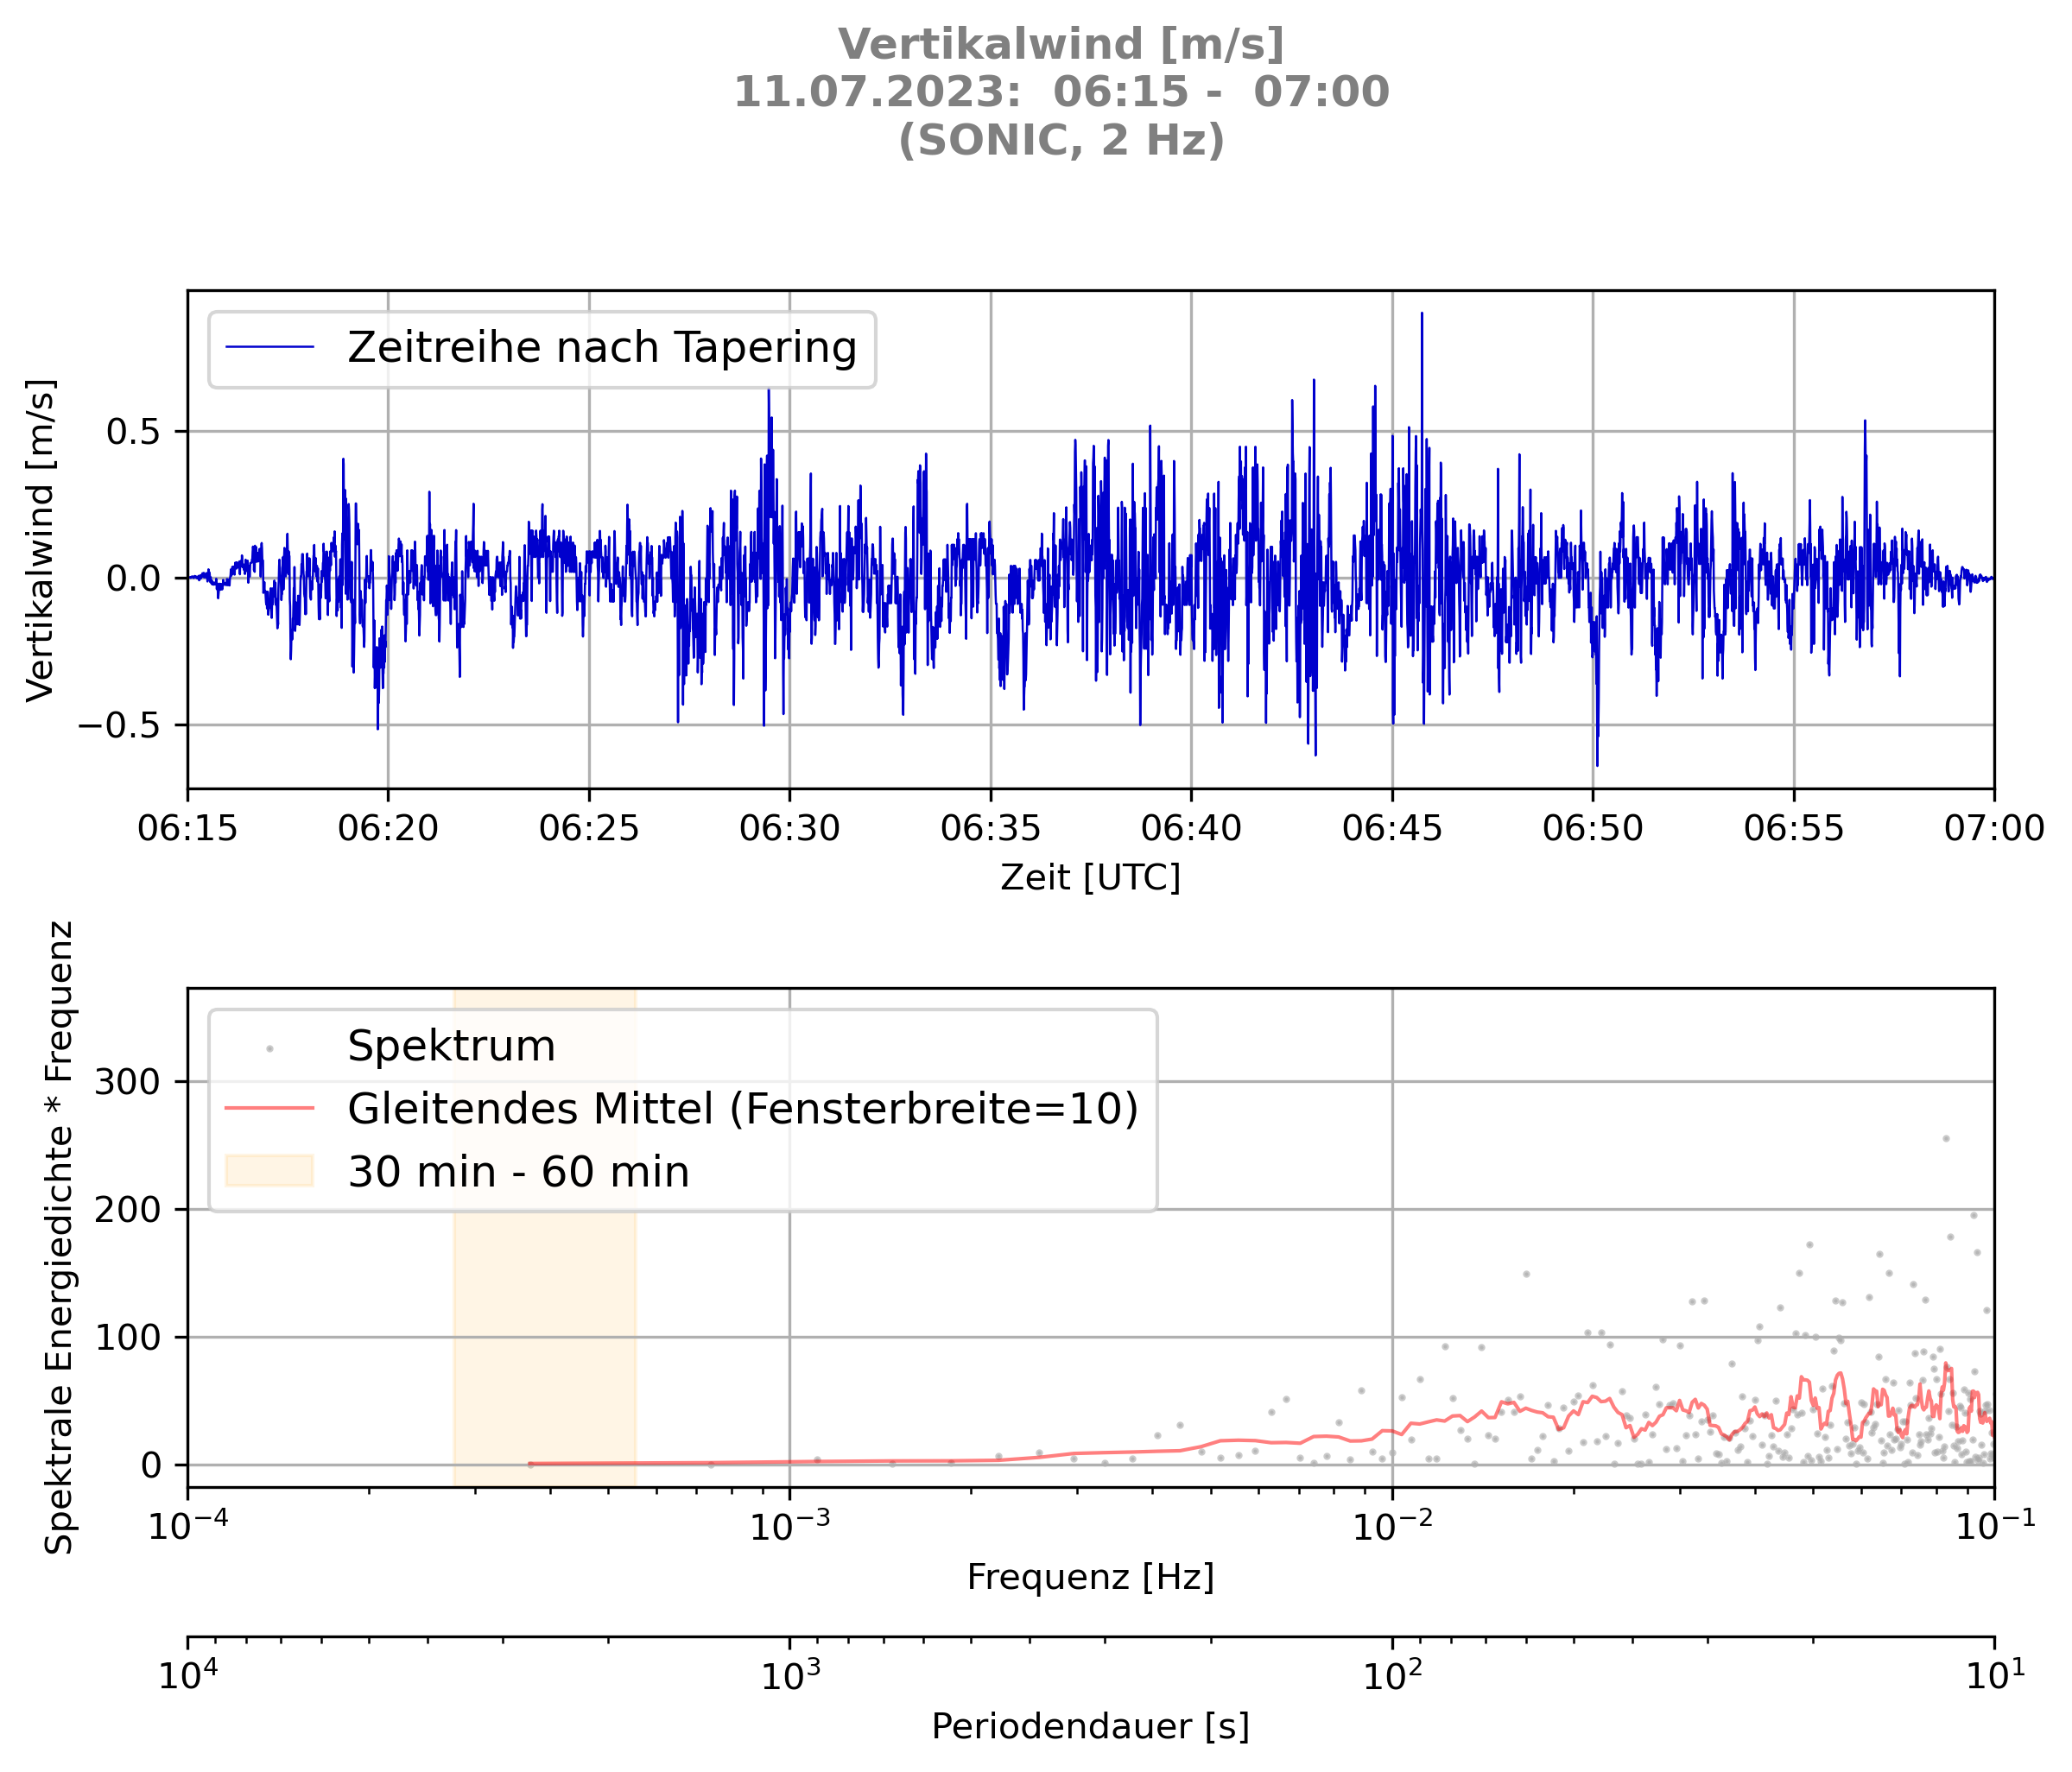 Vertikalwind [m/s]
11.07.2023:  06:15 -  07:00
(SONIC, 2 Hz)
Zeitreihe nach Tapering
Vertikalwind [m/s]
0.5
0.0
−0.5
06:15 06:20 06:25 06:30 06:35 06:40 06:45 06:50 06:55 07:00
Zeit [UTC]
Spektrum
Gleitendes Mittel (Fensterbreite=10)
30 min - 60 min
Spektrale Energiedichte * Frequenz
300
200
100
0
10⁻⁴ 10⁻³ 10⁻² 10⁻¹
Frequenz [Hz]
10⁴ 10³ 10² 10¹
Periodendauer [s]